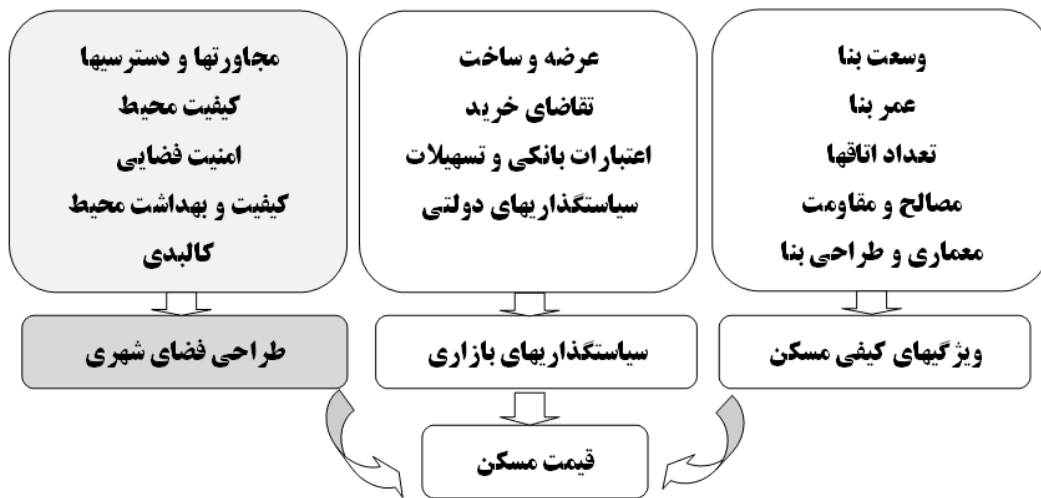 وسعت بنا
عمر بنا
تعداد اتاقها
مصالح و مقاومت
معماری و طراحی بنا
عرضه و ساخت
تقاضای خرید
اعتبارات بانکی و تسهیلات
سیاستگذاریهای دولتی
مجاورتها و دسترسیها
کیفیت محیط
امنیت فضایی
کیفیت و بهداشت محیط
کالبدی
ویژگیهای کیفی مسکن
سیاستگذاریهای بازاری
طراحی فضای شهری
قیمت مسکن